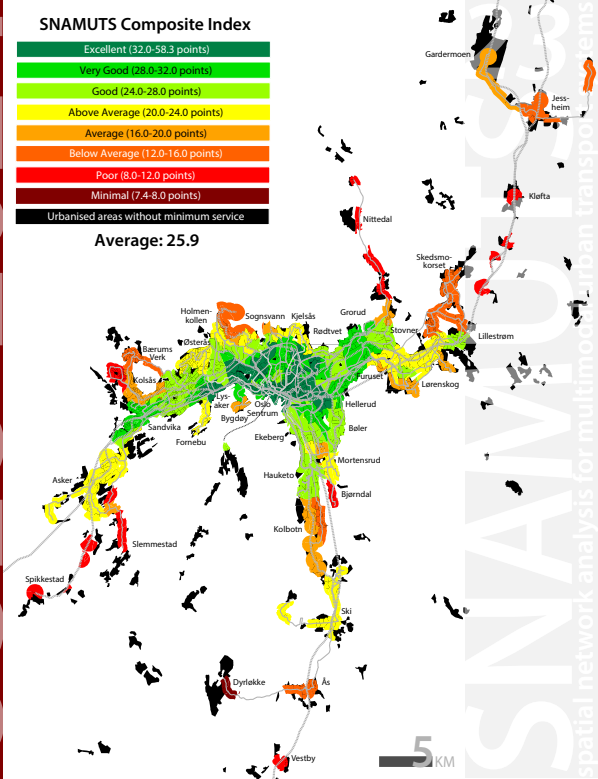 SNAMUTS Composite Index
Excellent (32.0-58.3 points)
Very Good (28.0-32.0 points)
Good (24.0-28.0 points)
Above Average (20.0-24.0 points)
Average (16.0-20.0 points)
Below Average (12.0-16.0 points)
Poor (8.0-12.0 points)
Minimal (7.4-8.0 points)
Urbanised areas without minimum service
Average: 25.9
Gardermoen
Jess-
heim
Kløfta
Nittedal
Skedsmo-
korset
Holmen-
kollen
Sognsvann
Kjelsås
Grorud
Rødtvet
Stovner
Lillestrøm
Østerås
Bærums
Verk
Kolsås
Furuset
Lørenskog
Lys-
aker
Oslo
Sentrum
Bygdøy
Hellerud
Sandvika
Fornebu
Bøler
Ekeberg
Mortensrud
Asker
Hauketo
Bjørndal
Slemmestad
Kolbotn
Spikkestad
Ski
Dyrløkke
Ås
Vestby
5 KM
SNAMUTS
spatial network analysis for
urban transport